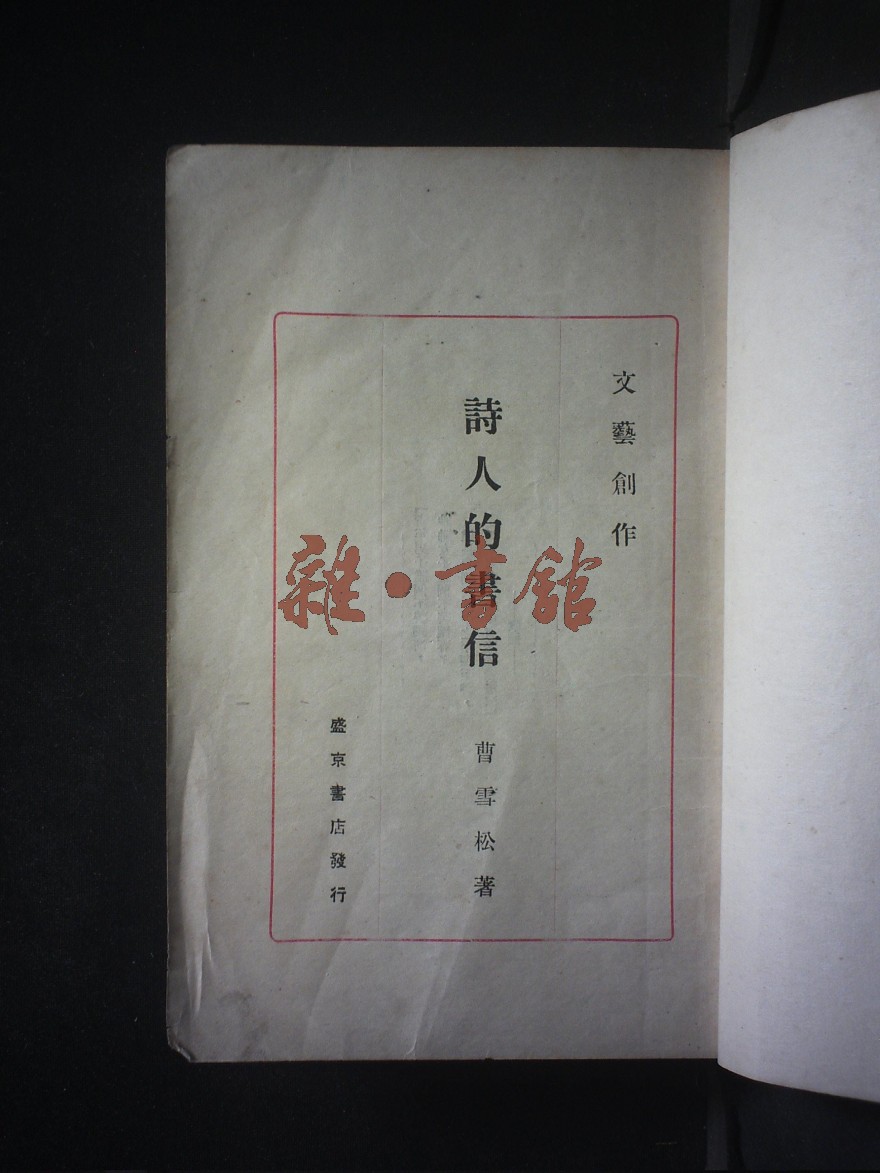 文藝創作
詩人的書信
曹雪松著
盛京書店發行
雜·書館